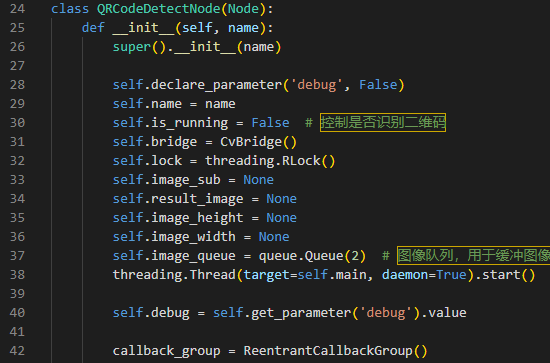 24 class QRCodeDetectNode(Node):
25 def __init__(self, name):
26 super().__init__(name)
27
28 self.declare_parameter('debug', False)
29 self.name = name
30 self.is_running = False # 控制是否识别二维码
31 self.bridge = CvBridge()
32 self.lock = threading.RLock()
33 self.image_sub = None
34 self.result_image = None
35 self.image_height = None
36 self.image_width = None
37 self.image_queue = queue.Queue(2) # 图像队列，用于缓冲图像
38 threading.Thread(target=self.main, daemon=True).start()
39
40 self.debug = self.get_parameter('debug').value
41
42 callback_group = ReentrantCallbackGroup()